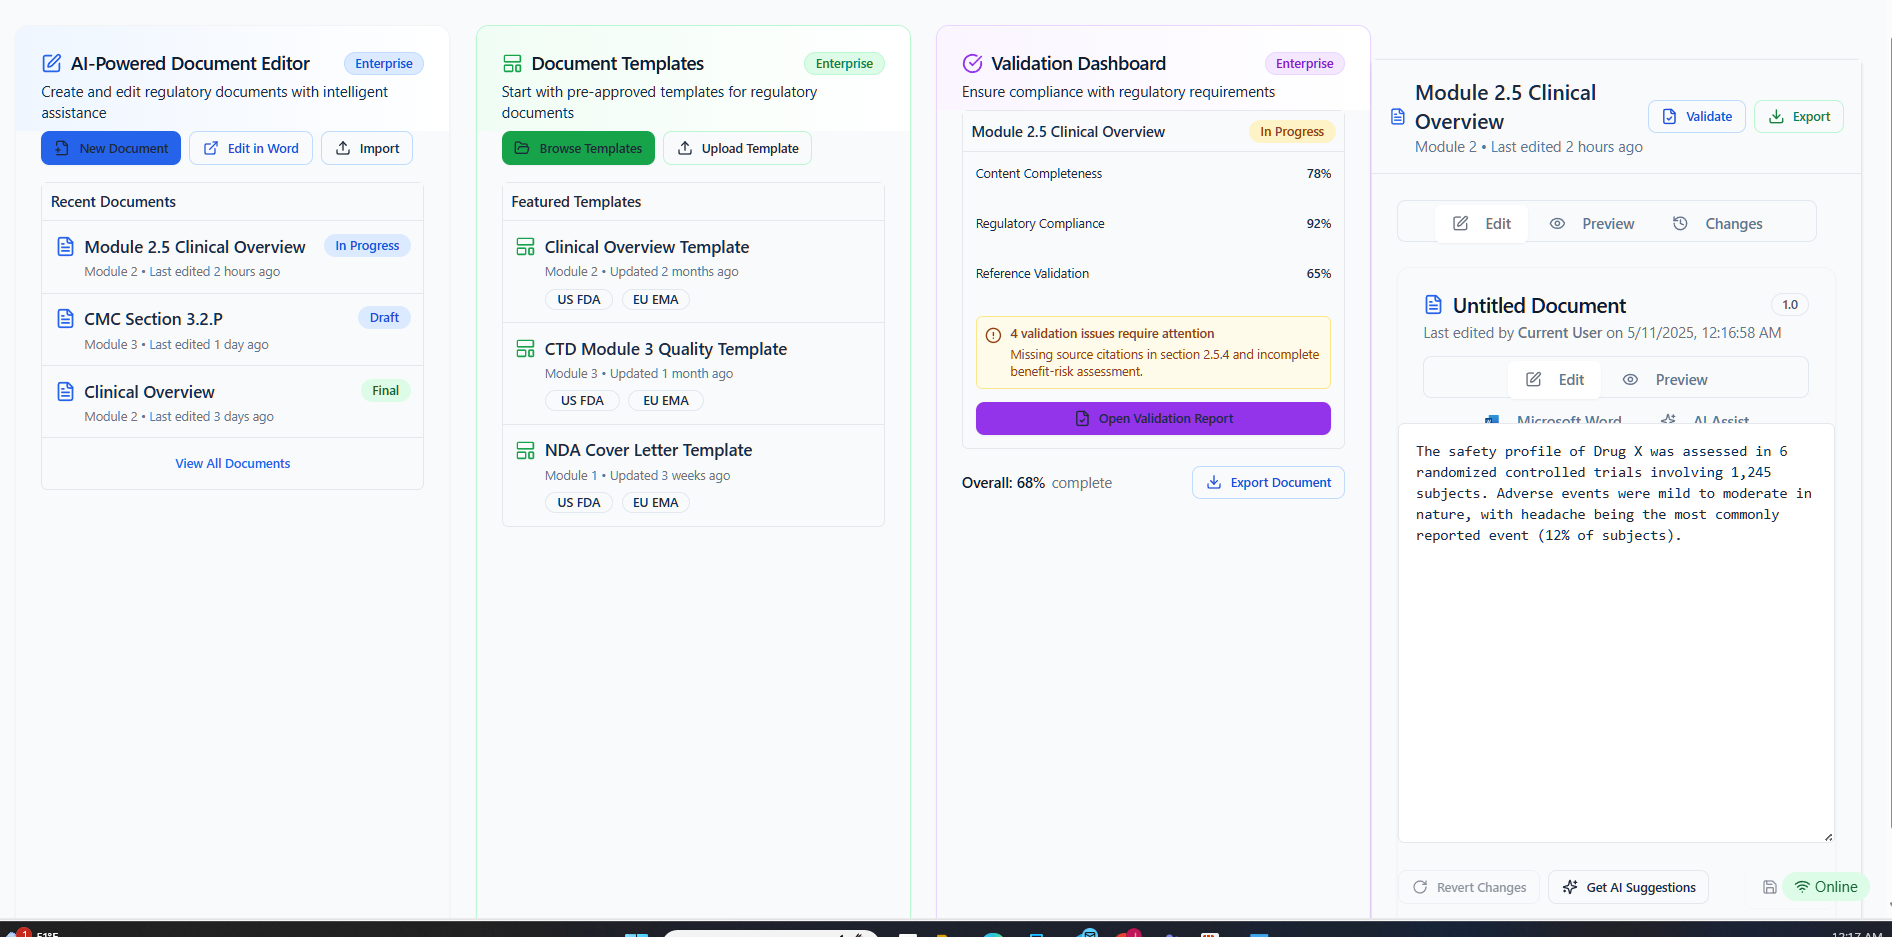 AI-Powered Document Editor
Enterprise
Create and edit regulatory documents with intelligent
assistance
New Document
Edit in Word
Import
Recent Documents
Module 2.5 Clinical Overview
In Progress
Module 2 • Last edited 2 hours ago
CMC Section 3.2.P
Draft
Module 3 • Last edited 1 day ago
Clinical Overview
Final
Module 2 • Last edited 3 days ago
View All Documents
Document Templates
Enterprise
Start with pre-approved templates for regulatory
documents
Browse Templates
Upload Template
Featured Templates
Clinical Overview Template
Module 2 • Updated 2 months ago
US FDA
EU EMA
CTD Module 3 Quality Template
Module 3 • Updated 1 month ago
US FDA
EU EMA
NDA Cover Letter Template
Module 1 • Updated 3 weeks ago
US FDA
EU EMA
Validation Dashboard
Enterprise
Ensure compliance with regulatory requirements
Module 2.5 Clinical Overview
In Progress
Content Completeness
78%
Regulatory Compliance
92%
Reference Validation
65%
4 validation issues require attention
Missing source citations in section 2.5.4 and incomplete
benefit-risk assessment.
Open Validation Report
Overall: 68% complete
Export Document
Module 2.5 Clinical
Overview
Module 2 • Last edited 2 hours ago
Validate
Export
Edit
Preview
Changes
Untitled Document
1.0
Last edited by Current User on 5/11/2025, 12:16:58 AM
Edit
Preview
Microsoft Word
AI Assist
The safety profile of Drug X was assessed in 6
randomized controlled trials involving 1,245
subjects. Adverse events were mild to moderate in
nature, with headache being the most commonly
reported event (12% of subjects).
Revert Changes
Get AI Suggestions
Online
1
51°F
12:17 AM